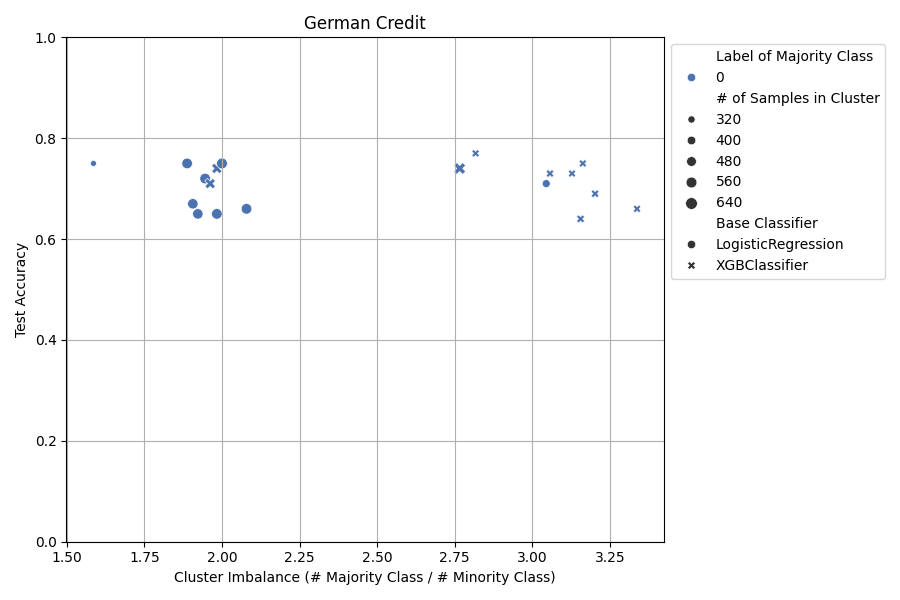 German Credit
1.0
0.8
0.6
0.4
0.2
0.0
Test Accuracy
1.50 1.75 2.00 2.25 2.50 2.75 3.00 3.25
Cluster Imbalance (# Majority Class / # Minority Class)
Label of Majority Class
0
# of Samples in Cluster
320
400
480
560
640
Base Classifier
LogisticRegression
XGBClassifier